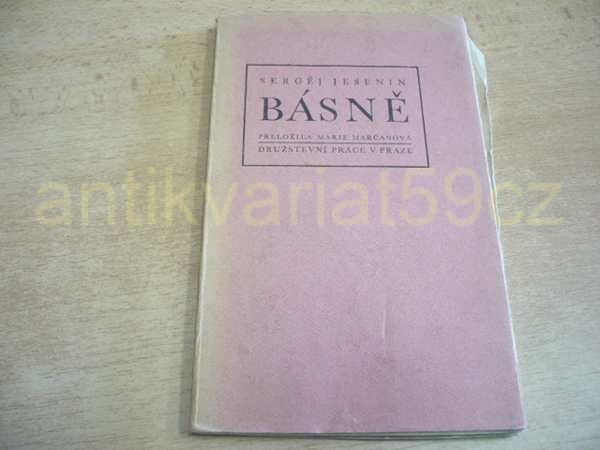 SERGĚJ JESENIN
BÁSNĚ
PŘELOŽILA MARIE MARČANOVÁ
DRUŽSTEVNÍ PRÁCE V PRAZE
antikvariat59cz